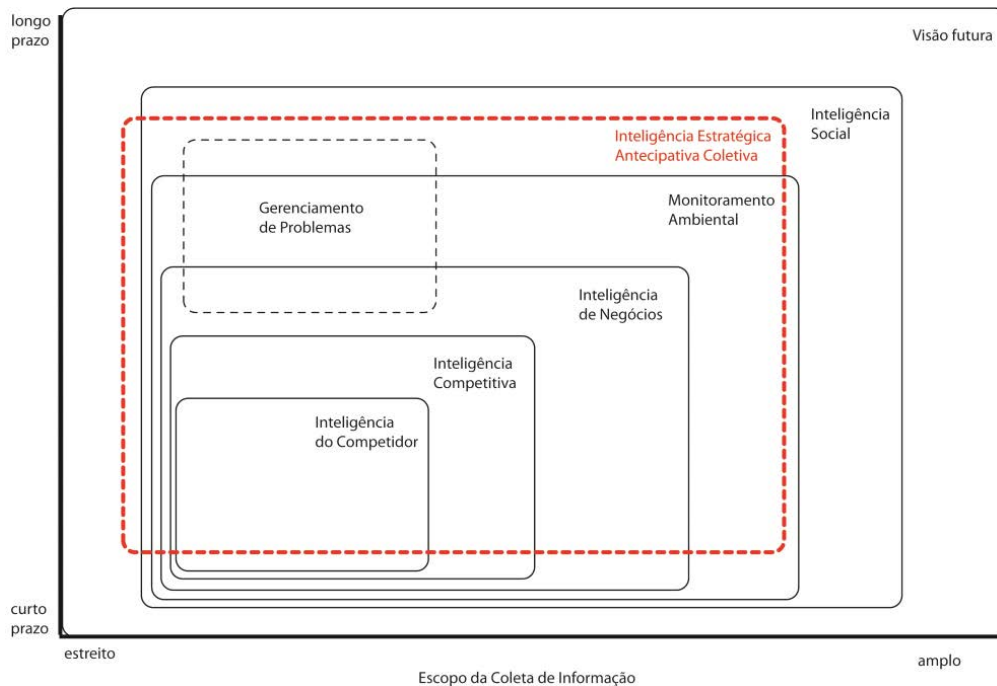 longo
prazo
Visão futura
Inteligência
Social
Inteligência Estratégica
Antecipativa Coletiva
Monitoramento
Ambiental
Gerenciamento
de Problemas
Inteligência
de Negócios
Inteligência
Competitiva
Inteligência
do Competidor
curto
prazo
estreito
amplo
Escopo da Coleta de Informação